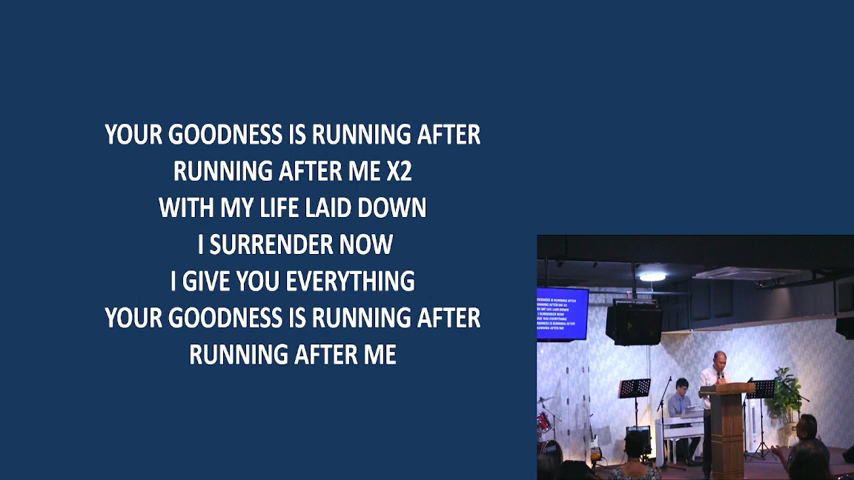 YOUR GOODNESS IS RUNNING AFTER
RUNNING AFTER ME X2
WITH MY LIFE LAID DOWN
I SURRENDER NOW
I GIVE YOU EVERYTHING
YOUR GOODNESS IS RUNNING AFTER
RUNNING AFTER ME